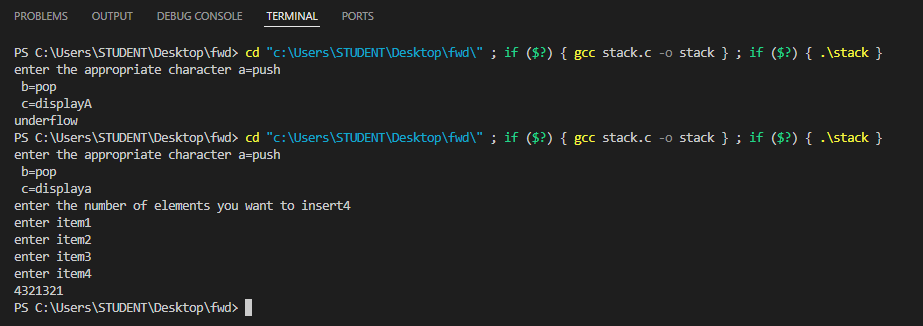 PROBLEMS OUTPUT DEBUG CONSOLE TERMINAL PORTS
PS C:\Users\STUDENT\Desktop\fwd> cd "c:\Users\STUDENT\Desktop\fwd\" ; if ($?) { gcc stack.c -o stack } ; if ($?) { .\stack }
enter the appropriate character a=push
 b=pop
 c=displayA
underflow
PS C:\Users\STUDENT\Desktop\fwd> cd "c:\Users\STUDENT\Desktop\fwd\" ; if ($?) { gcc stack.c -o stack } ; if ($?) { .\stack }
enter the appropriate character a=push
 b=pop
 c=displaya
enter the number of elements you want to insert4
enter item1
enter item2
enter item3
enter item4
4321321
PS C:\Users\STUDENT\Desktop\fwd>